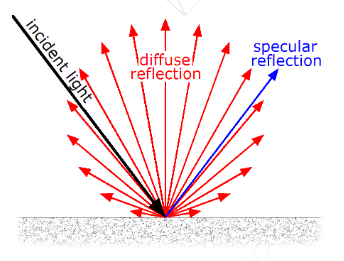 incident light
diffuse
reflection
specular
reflection